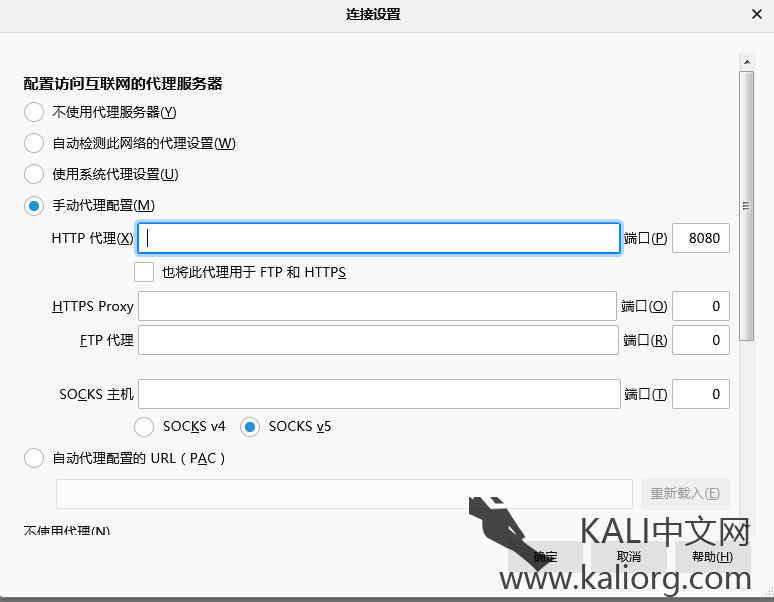 连接设置
配置访问互联网的代理服务器
不使用代理服务器(Y)
自动检测此网络的代理设置(W)
使用系统代理设置(U)
手动代理配置(M)
HTTP 代理(X) 端口(P) 8080
也将此代理用于 FTP 和 HTTPS
HTTPS Proxy 端口(O) 0
FTP 代理 端口(R) 0
SOCKS 主机 端口(T) 0
SOCKS v4 SOCKS v5
自动代理配置的 URL（PAC）
重新载入(E)
不使用代理(N)
确定 取消 帮助(H)
KALI中文网
www.kaliorg.com